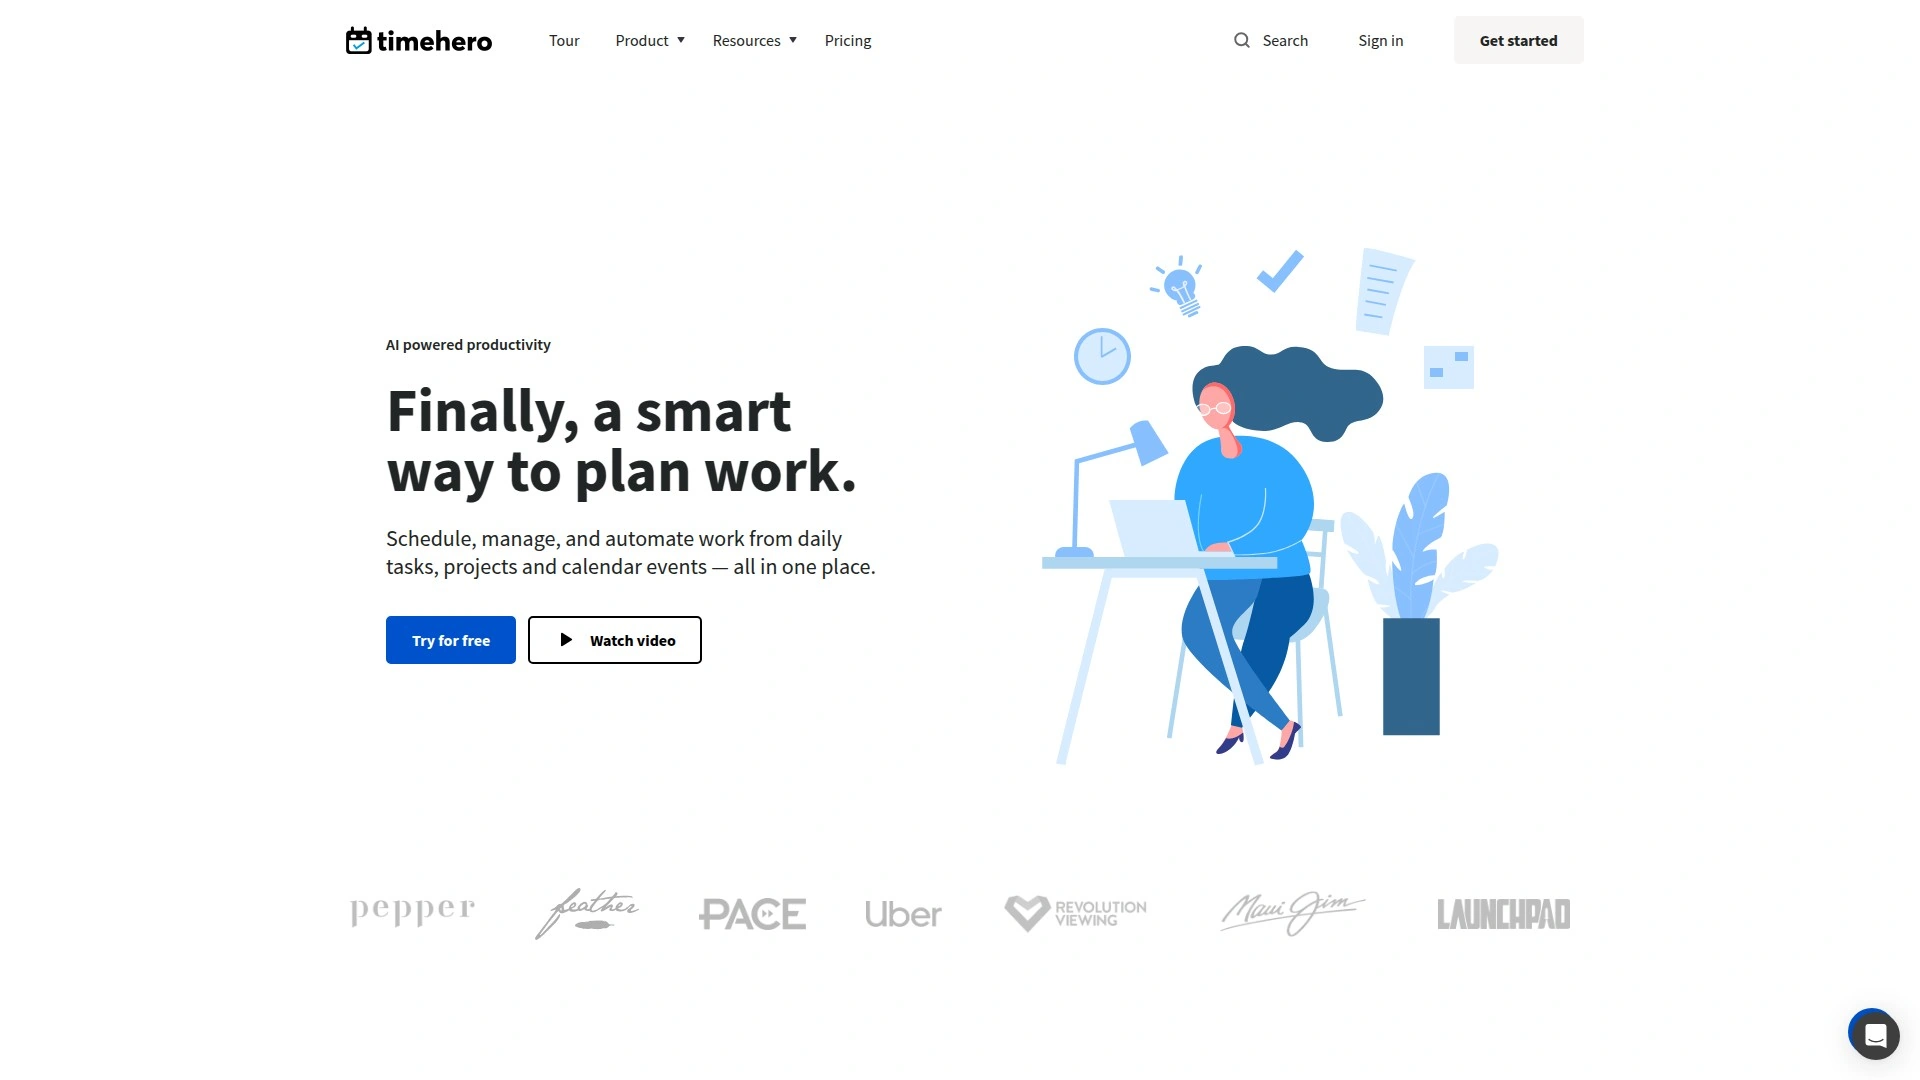 timehero
Tour
Product
Resources
Pricing
Search
Sign in
Get started
AI powered productivity
Finally, a smart
way to plan work.
Schedule, manage, and automate work from daily
tasks, projects and calendar events — all in one place.
Try for free
Watch video
pepper
feather
PACE
Uber
REVOLUTION
VIEWING
Maui Jim
LAUNCHPAD